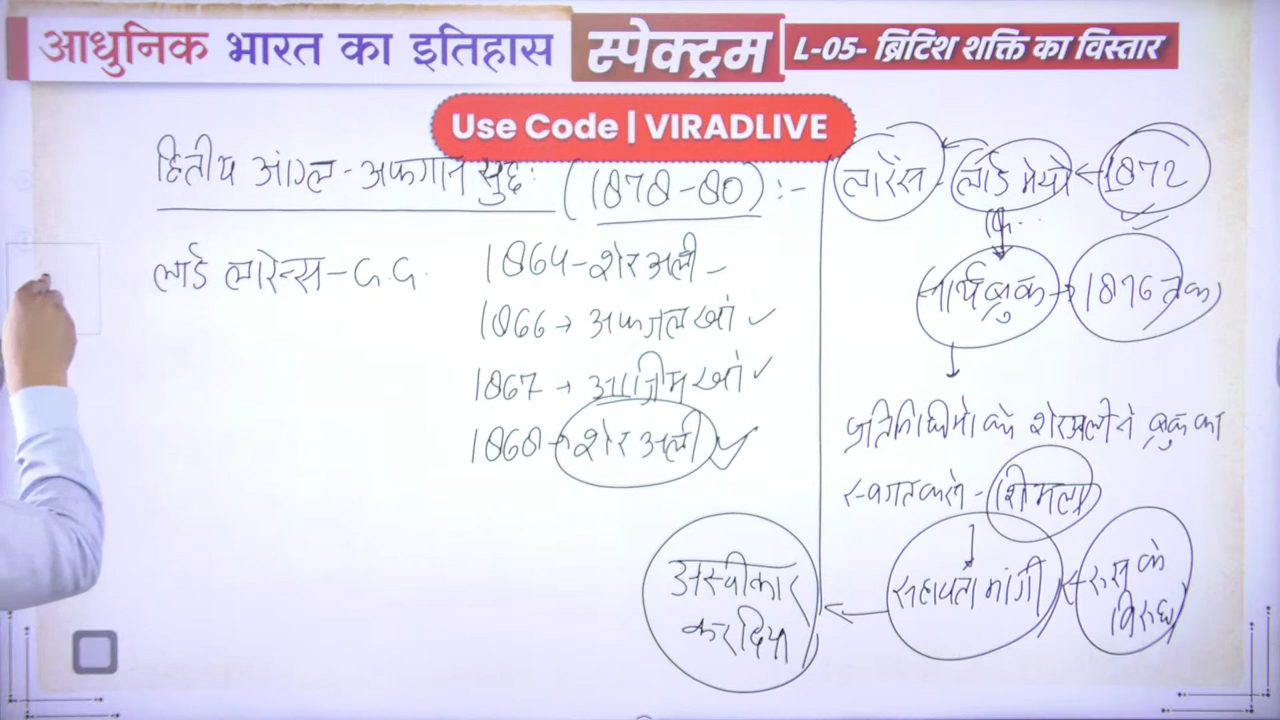 आधुनिक भारत का इतिहास स्पेक्ट्रम L-05- ब्रिटिश शक्ति का विस्तार
Use Code | VIRADLIVE
द्वितीय आंग्ल-अफगान युद्धः (1878-80) :-
लार्ड लारेन्स - G.G.
1864 - शेर अली -
1866 → अफजल खां ✓
1867 → आजीम खां ✓
1868 → शेर अली ✓
लारेंस ← लार्ड मेयो ← 1872
नार्थब्रुक → 1876 तक
प्रतिनिधियों को शेरअली ने ब्रुक का
स्वागत करने - शिमला
सहायता मांगी ← रूस के
विरुद्ध
अस्वीकार
कर दिया